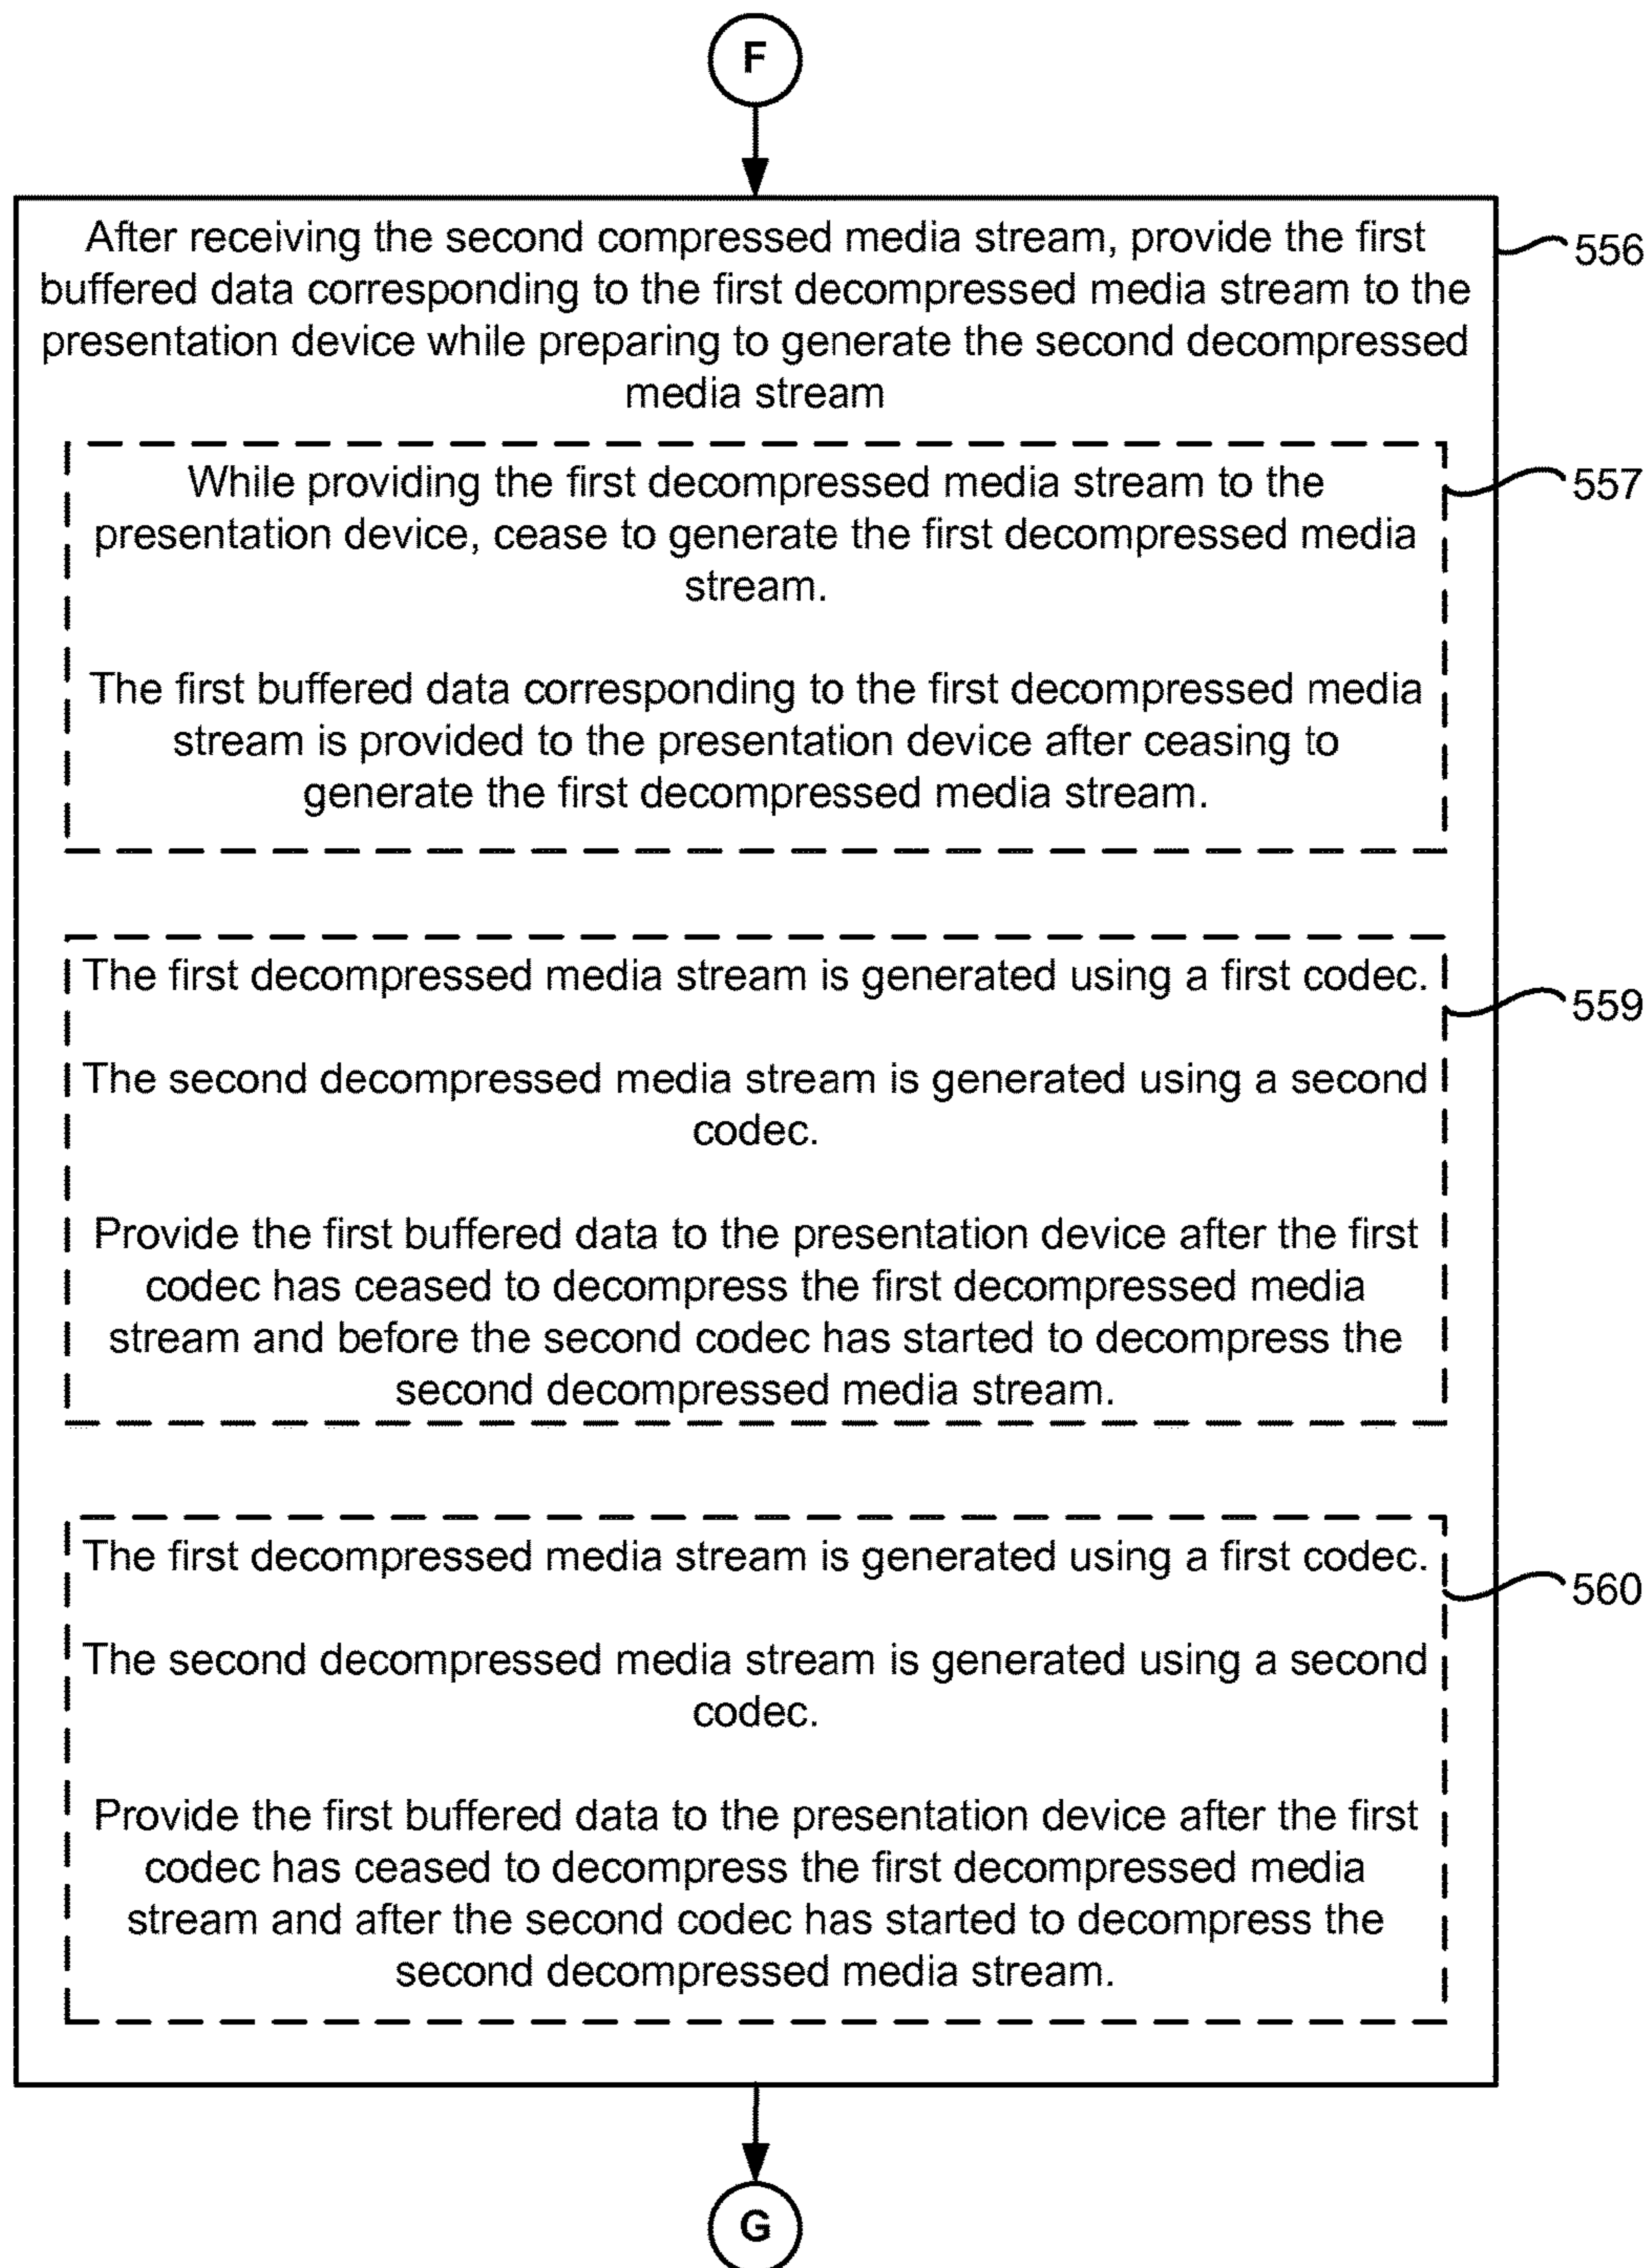 F
After receiving the second compressed media stream, provide the first
buffered data corresponding to the first decompressed media stream to the
presentation device while preparing to generate the second decompressed
media stream
556
While providing the first decompressed media stream to the
presentation device, cease to generate the first decompressed media
stream.
557
The first buffered data corresponding to the first decompressed media
stream is provided to the presentation device after ceasing to
generate the first decompressed media stream.
The first decompressed media stream is generated using a first codec.
559
The second decompressed media stream is generated using a second
codec.
Provide the first buffered data to the presentation device after the first
codec has ceased to decompress the first decompressed media
stream and before the second codec has started to decompress the
second decompressed media stream.
The first decompressed media stream is generated using a first codec.
560
The second decompressed media stream is generated using a second
codec.
Provide the first buffered data to the presentation device after the first
codec has ceased to decompress the first decompressed media
stream and after the second codec has started to decompress the
second decompressed media stream.
G